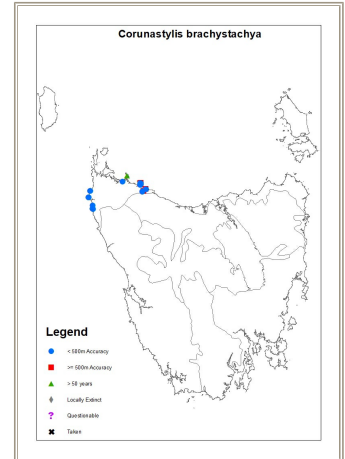 Corunastylis brachystachya
Legend
< 500m Accuracy
>= 500m Accuracy
> 50 years
Locally Extinct
Questionable
Taken